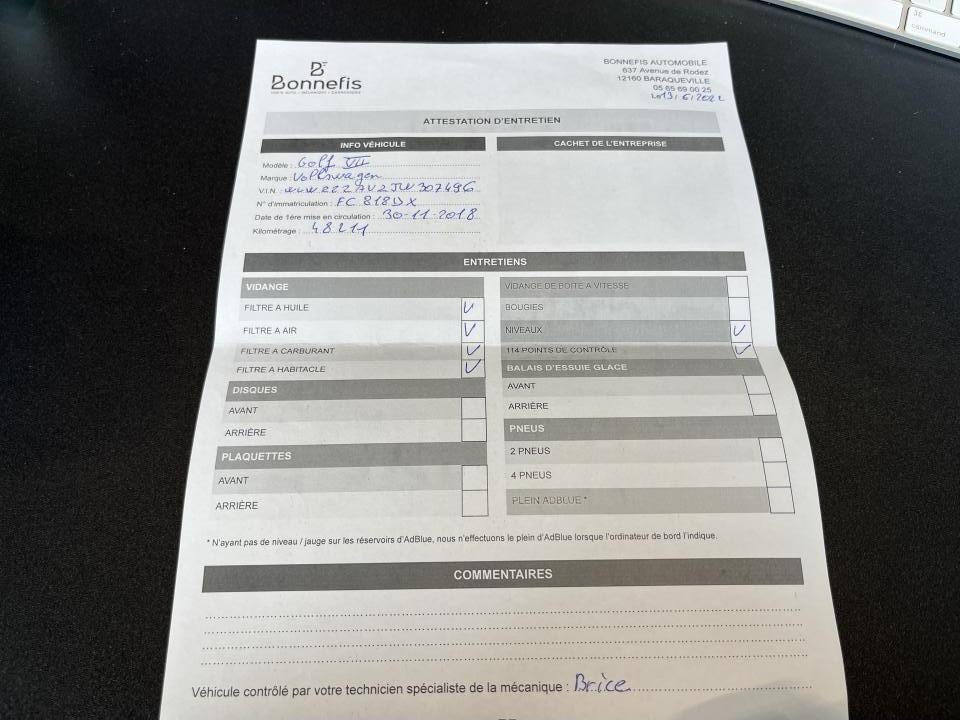 3E
command
Bonnefis
BONNEFIS AUTOMOBILE
637 Avenue de Rodez
12160 BARAQUEVILLE
05 65 69 00 25
Le 13/6/2022
ATTESTATION D'ENTRETIEN
INFO VÉHICULE
CACHET DE L'ENTREPRISE
Modèle : Golf VII
Marque : Volkswagen
V.I.N. :
N° d'immatriculation : FC 818DX
Date de 1ère mise en circulation : 30-11-2018
Kilométrage : 48211
ENTRETIENS
VIDANGE
FILTRE A HUILE
FILTRE A AIR
FILTRE A CARBURANT
FILTRE A HABITACLE
DISQUES
AVANT
ARRIÈRE
PLAQUETTES
AVANT
ARRIÈRE
VIDANGE DE BOITE A VITESSE
BOUGIES
NIVEAUX
114 POINTS DE CONTRÔLE
BALAIS D'ESSUIE GLACE
AVANT
ARRIÈRE
PNEUS
2 PNEUS
4 PNEUS
PLEIN ADBLUE *
* N'ayant pas de niveau / jauge sur les réservoirs d'AdBlue, nous n'effectuons le plein d'AdBlue lorsque l'ordinateur de bord l'indique.
COMMENTAIRES
Véhicule contrôlé par votre technicien spécialiste de la mécanique : Brice